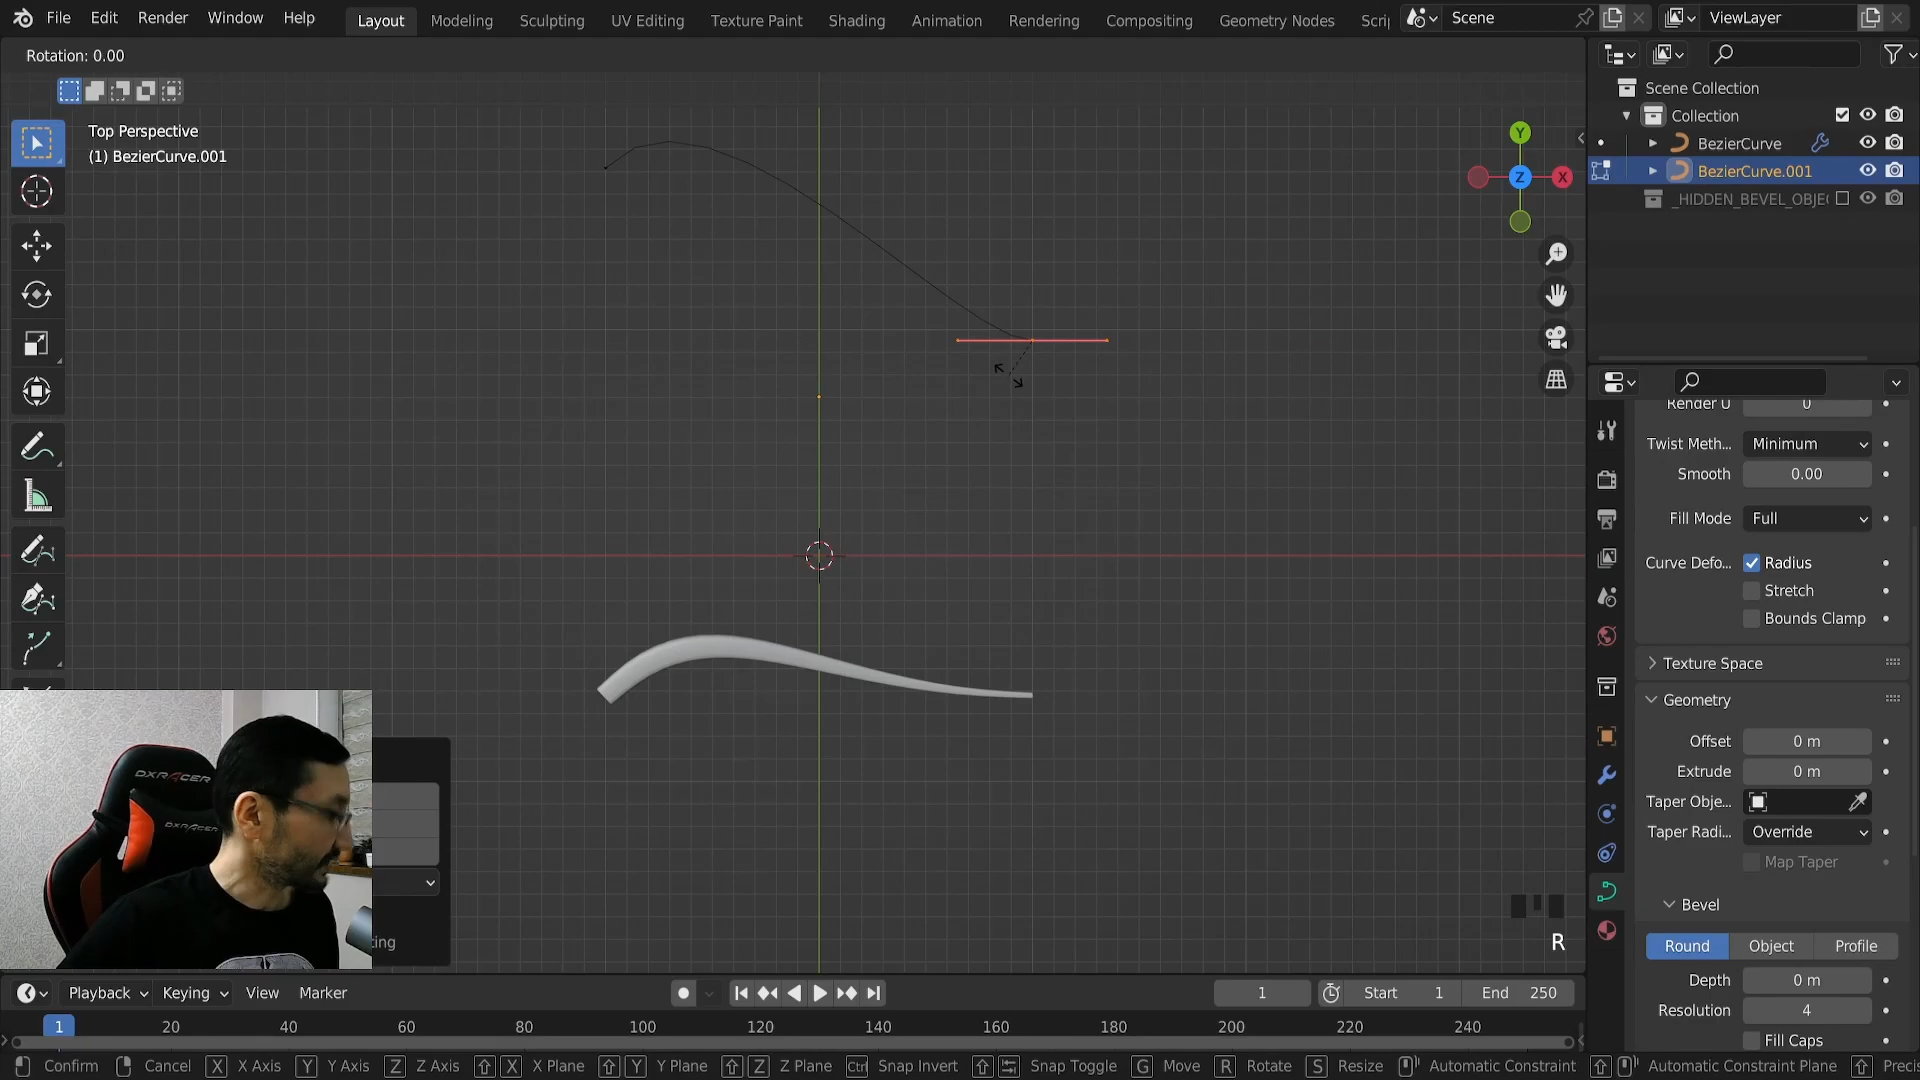 File Edit Render Window Help Layout Modeling Sculpting UV Editing Texture Paint Shading Animation Rendering Compositing Geometry Nodes Scrip Scene ViewLayer
Rotation: 0.00
Top Perspective
(1) BezierCurve.001
Y
X
Z
Scene Collection
Collection
BezierCurve
BezierCurve.001
_HIDDEN_BEVEL_OBJE
Render U 0
Twist Meth... Minimum
Smooth 0.00
Fill Mode Full
Curve Defo... Radius
Stretch
Bounds Clamp
Texture Space
Geometry
Offset 0 m
Extrude 0 m
Taper Obje...
Taper Radi... Override
Map Taper
Bevel
Round Object Profile
Depth 0 m
Resolution 4
Fill Caps
DXRACER
DXRACER
ting
R
Playback Keying View Marker 1 Start 1 End 250
1 20 40 60 80 100 120 140 160 180 200 220 240
Confirm Cancel X X Axis Y Y Axis Z Z Axis X X Plane Y Y Plane Z Z Plane Ctrl Snap Invert Snap Toggle G Move R Rotate S Resize Automatic Constraint Automatic Constraint Plane Precis